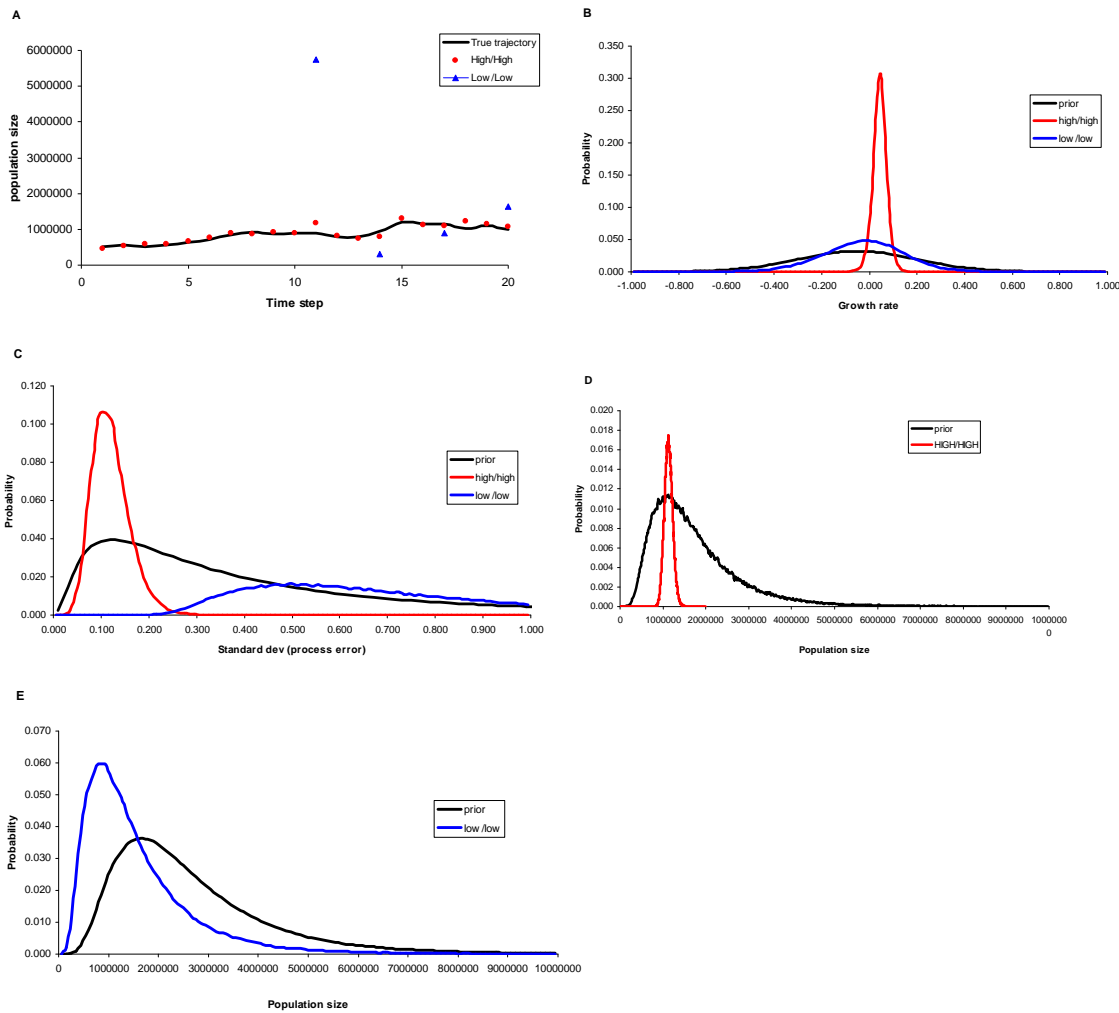 A
True trajectory
High/High
Low/Low
6000000
5000000
4000000
3000000
2000000
1000000
0
population size
0 5 10 15 20
Time step
B
0.350
0.300
0.250
0.200
0.150
0.100
0.050
0.000
Probability
prior
high/high
low/low
-1.000 -0.800 -0.600 -0.400 -0.200 0.000 0.200 0.400 0.600 0.800 1.000
Growth rate
C
0.120
0.100
0.080
0.060
0.040
0.020
0.000
Probability
prior
high/high
low/low
0.000 0.100 0.200 0.300 0.400 0.500 0.600 0.700 0.800 0.900 1.000
Standard dev (process error)
D
0.020
0.018
0.016
0.014
0.012
0.010
0.008
0.006
0.004
0.002
0.000
Probability
prior
HIGH/HIGH
0 1000000 2000000 3000000 4000000 5000000 6000000 7000000 8000000 9000000 1000000
0
Population size
E
0.070
0.060
0.050
0.040
0.030
0.020
0.010
0.000
Probability
prior
low/low
0 1000000 2000000 3000000 4000000 5000000 6000000 7000000 8000000 9000000 10000000
Population size